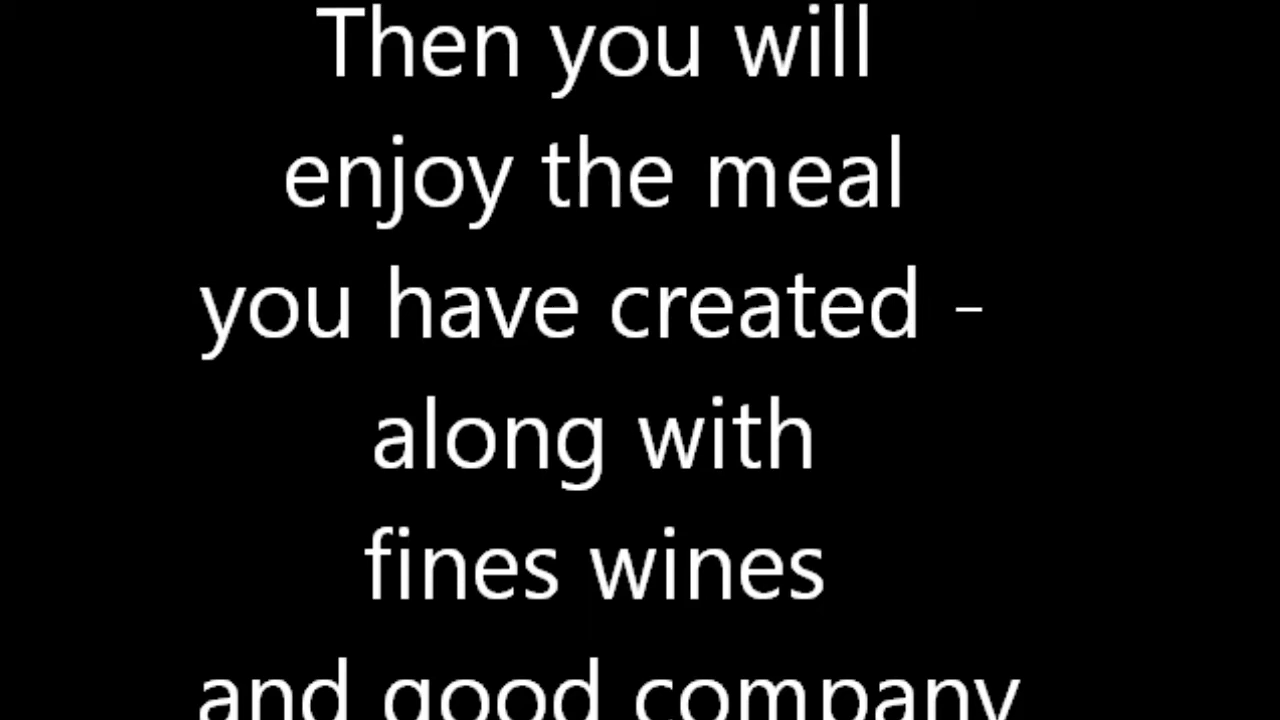 Then you will
enjoy the meal
you have created -
along with
fines wines
and good company